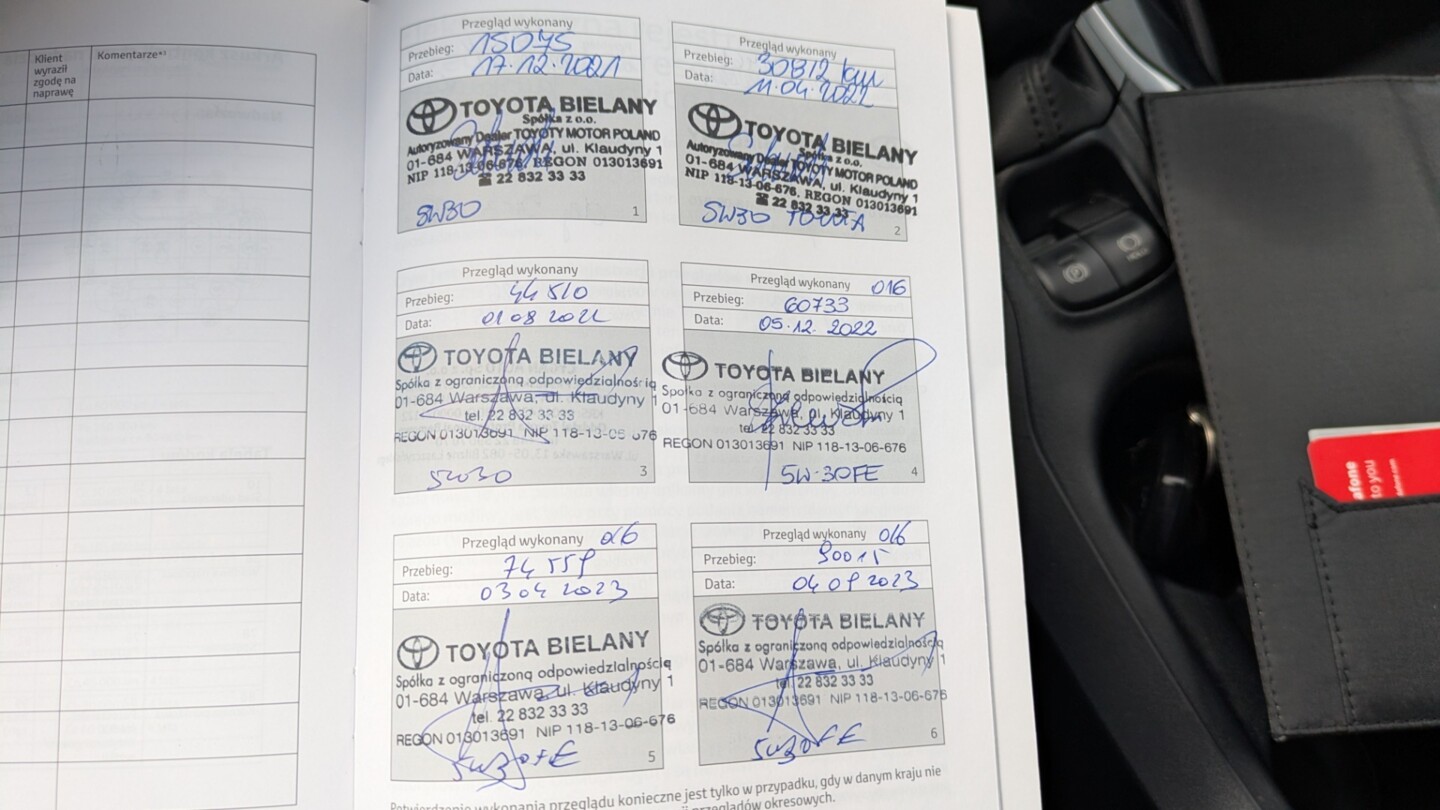 Klient
wyraził
zgodę na
naprawę
Komentarze*⁾
Przegląd wykonany
Przebieg: 15075
Data: 17.12.2021
TOYOTA BIELANY
Spółka z o.o.
Autoryzowany Dealer TOYOTY MOTOR POLAND
01-684 WARSZAWA, ul. Klaudyny 1
NIP 118-13-06-676, REGON 013013691
☎ 22 832 33 33
5W30
1
Przegląd wykonany
Przebieg: 30812 km
Data: 11.04.2022
TOYOTA BIELANY
Spółka z o.o.
Autoryzowany Dealer TOYOTY MOTOR POLAND
01-684 WARSZAWA, ul. Klaudyny 1
NIP 118-13-06-676, REGON 013013691
☎ 22 832 33 33
5W30 TOYOTA
2
Przegląd wykonany
Przebieg: 44510
Data: 01 08 2022
TOYOTA BIELANY
Spółka z ograniczoną odpowiedzialnością
01-684 Warszawa, ul. Klaudyny 1
tel. 22 832 33 33
REGON 013013691 NIP 118-13-06-676
5W30
3
Przegląd wykonany 016
Przebieg: 60733
Data: 05.12.2022
TOYOTA BIELANY
Spółka z ograniczoną odpowiedzialnością
01-684 Warszawa, ul. Klaudyny 1
tel. 22 832 33 33
REGON 013013691 NIP 118-13-06-676
5W-30FE
4
Przegląd wykonany 016
Przebieg: 74559
Data: 03 04 2023
TOYOTA BIELANY
Spółka z ograniczoną odpowiedzialnością
01-684 Warszawa, ul. Klaudyny 1
tel. 22 832 33 33
REGON 013013691 NIP 118-13-06-676
5W30FE
5
Przegląd wykonany 016
Przebieg: 90015
Data: 04 09 2023
TOYOTA BIELANY
Spółka z ograniczoną odpowiedzialnością
01-684 Warszawa, ul. Klaudyny 1
tel. 22 832 33 33
REGON 013013691 NIP 118-13-06-676
5W30FE
6
Potwierdzenie wykonania przeglądu konieczne jest tylko w przypadku, gdy w danym kraju nie
przeglądów okresowych.
HOLD
afone
to you